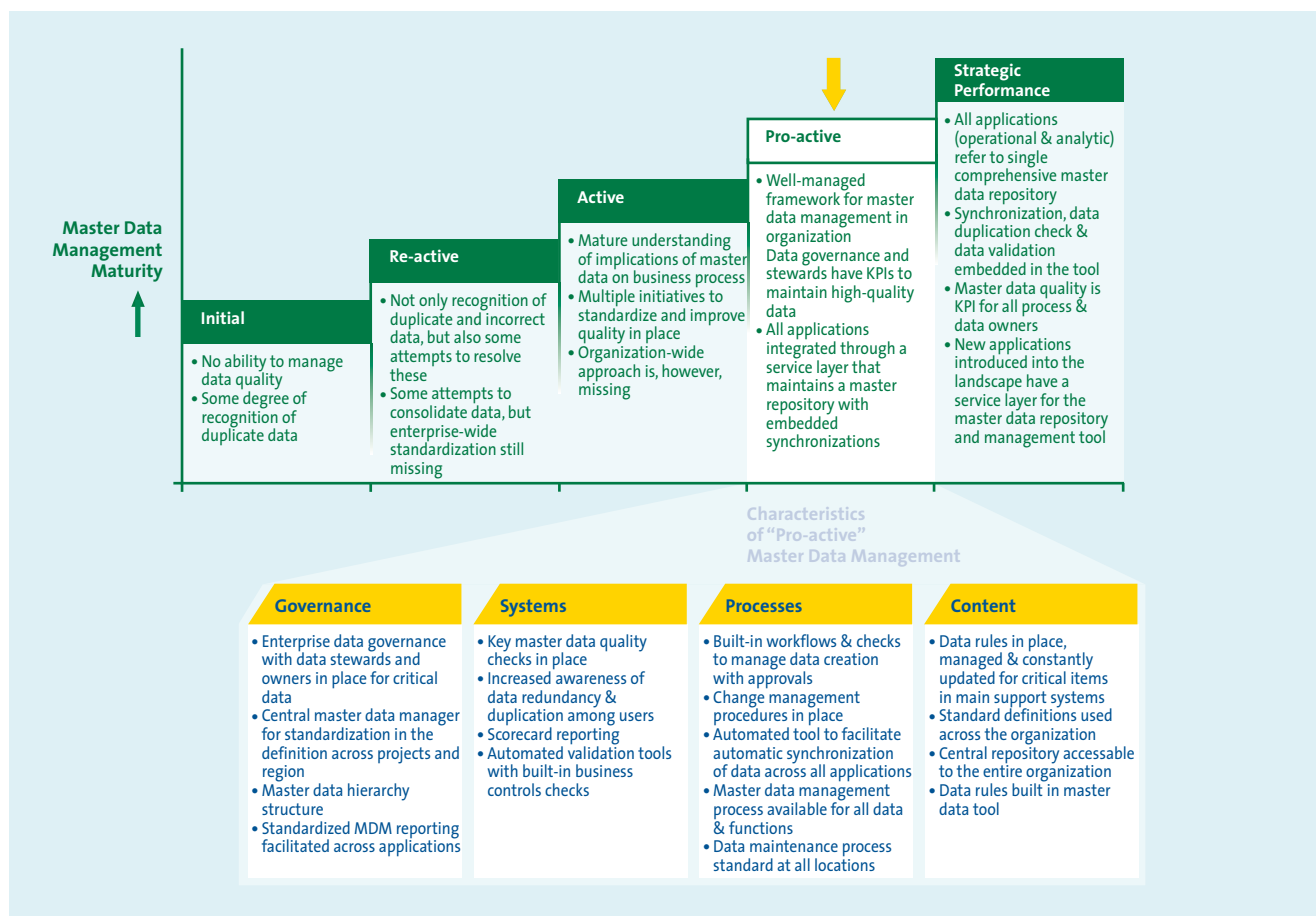 Master Data
Management
Maturity
Initial
• No ability to manage
data quality
• Some degree of
recognition of
duplicate data
Re-active
• Not only recognition of
duplicate and incorrect
data, but also some
attempts to resolve
these
• Some attempts to
consolidate data, but
enterprise-wide
standardization still
missing
Active
• Mature understanding
of implications of master
data on business process
• Multiple initiatives to
standardize and improve
quality in place
• Organization-wide
approach is, however,
missing
Pro-active
• Well-managed
framework for master
data management in
organization
Data governance and
stewards have KPIs to
maintain high-quality
data
• All applications
integrated through a
service layer that
maintains a master
repository with
embedded
synchronizations
Strategic
Performance
• All applications
(operational & analytic)
refer to single
comprehensive master
data repository
• Synchronization, data
duplication check &
data validation
embedded in the tool
• Master data quality is
KPI for all process &
data owners
• New applications
introduced into the
landscape have a
service layer for the
master data repository
and management tool
Characteristics
of “Pro-active”
Master Data Management
Governance
• Enterprise data governance
with data stewards and
owners in place for critical
data
• Central master data manager
for standardization in the
definition across projects and
region
• Master data hierarchy
structure
• Standardized MDM reporting
facilitated across applications
Systems
• Key master data quality
checks in place
• Increased awareness of
data redundancy &
duplication among users
• Scorecard reporting
• Automated validation tools
with built-in business
controls checks
Processes
• Built-in workflows & checks
to manage data creation
with approvals
• Change management
procedures in place
• Automated tool to facilitate
automatic synchronization
of data across all applications
• Master data management
process available for all data
& functions
• Data maintenance process
standard at all locations
Content
• Data rules in place,
managed & constantly
updated for critical items
in main support systems
• Standard definitions used
across the organization
• Central repository accessable
to the entire organization
• Data rules built in master
data tool